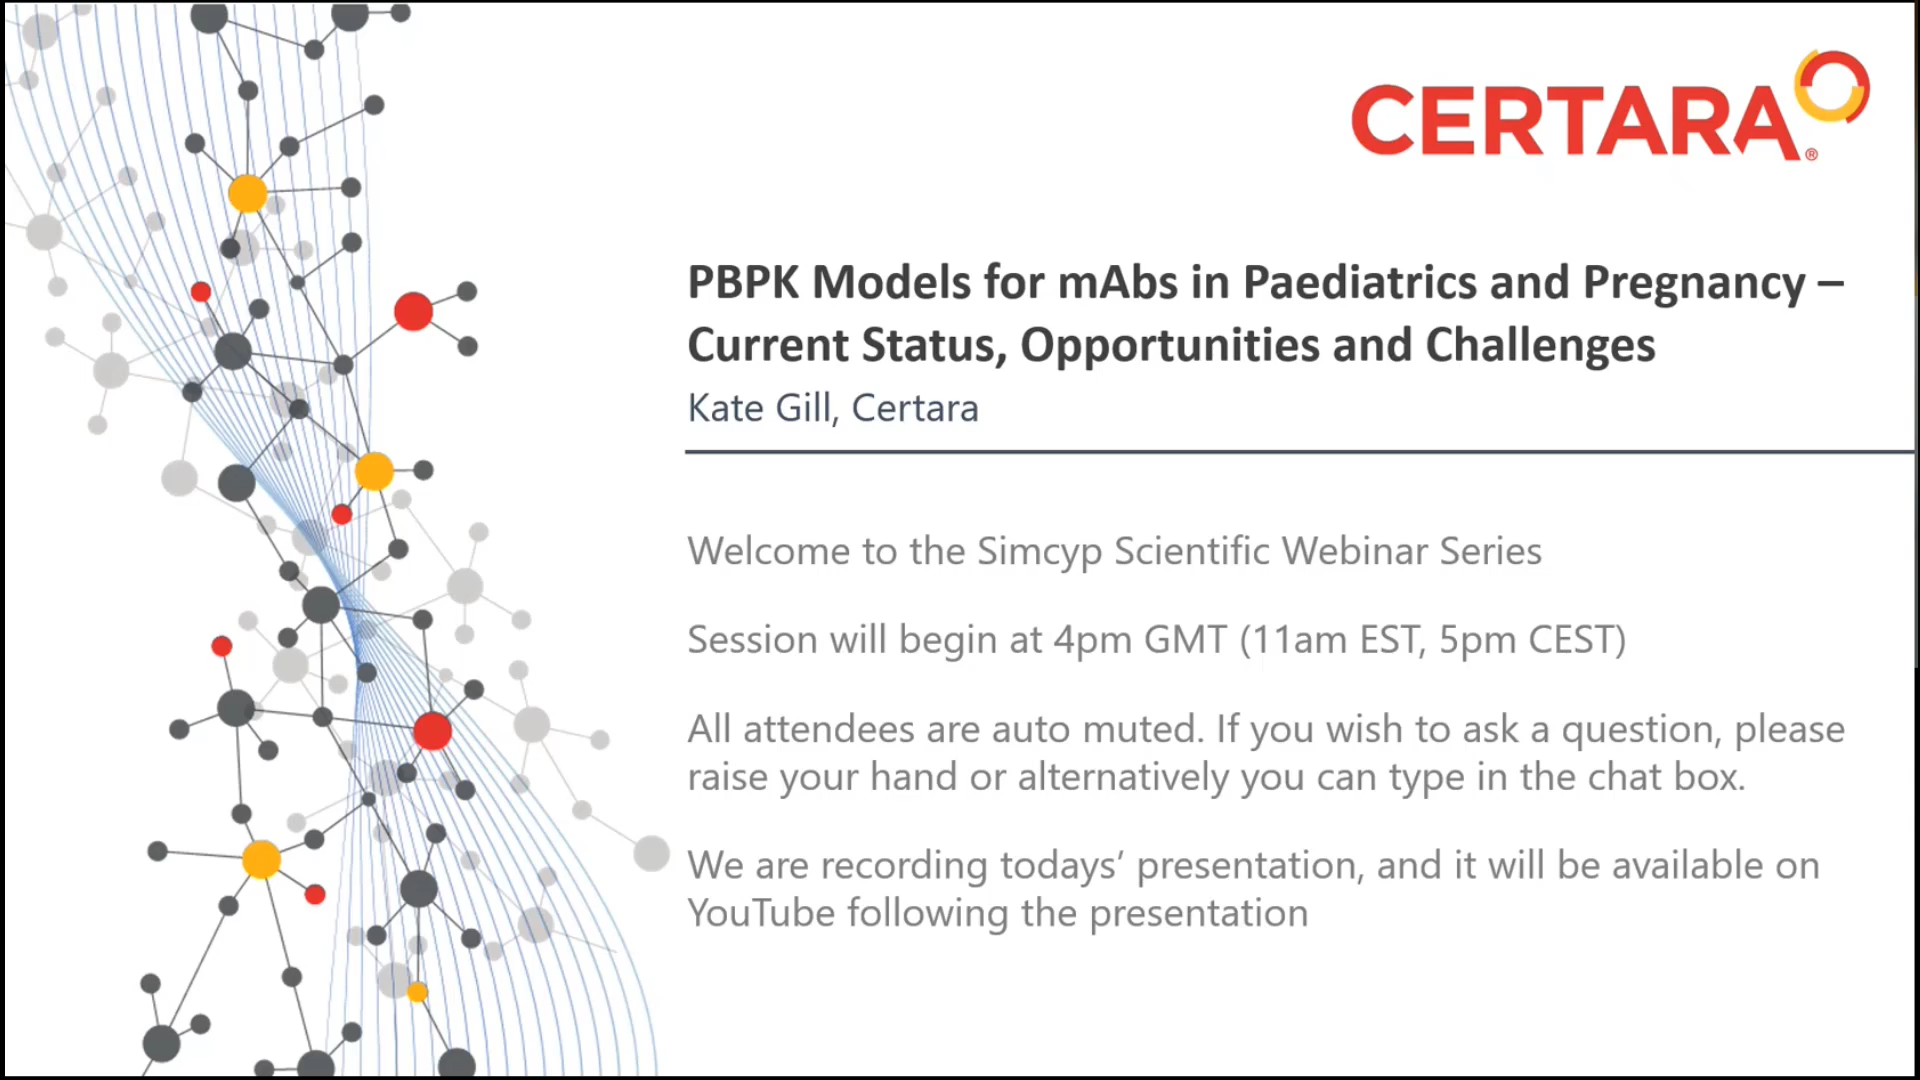 CERTARA®
PBPK Models for mAbs in Paediatrics and Pregnancy –
Current Status, Opportunities and Challenges
Kate Gill, Certara
Welcome to the Simcyp Scientific Webinar Series
Session will begin at 4pm GMT (11am EST, 5pm CEST)
All attendees are auto muted. If you wish to ask a question, please
raise your hand or alternatively you can type in the chat box.
We are recording todays’ presentation, and it will be available on
YouTube following the presentation